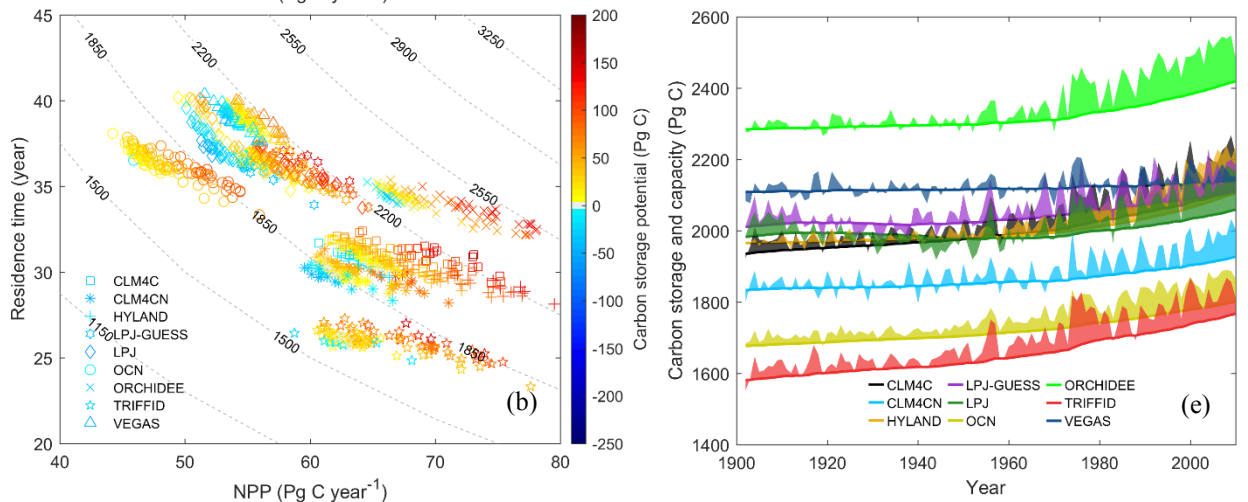 45
40
35
30
25
20
40
50
60
70
80
Residence time (year)
NPP (Pg C year⁻¹)
1850
2200
2550
2900
3250
1500
1850
2200
2550
1150
1500
1850
CLM4C
CLM4CN
HYLAND
LPJ-GUESS
LPJ
OCN
ORCHIDEE
TRIFFID
VEGAS
(b)
200
150
100
50
0
-50
-100
-150
-200
-250
Carbon storage potential (Pg C)
2600
2400
2200
2000
1800
1600
1400
1900
1920
1940
1960
1980
2000
Carbon storage and capacity (Pg C)
Year
CLM4C
CLM4CN
HYLAND
LPJ-GUESS
LPJ
OCN
ORCHIDEE
TRIFFID
VEGAS
(e)